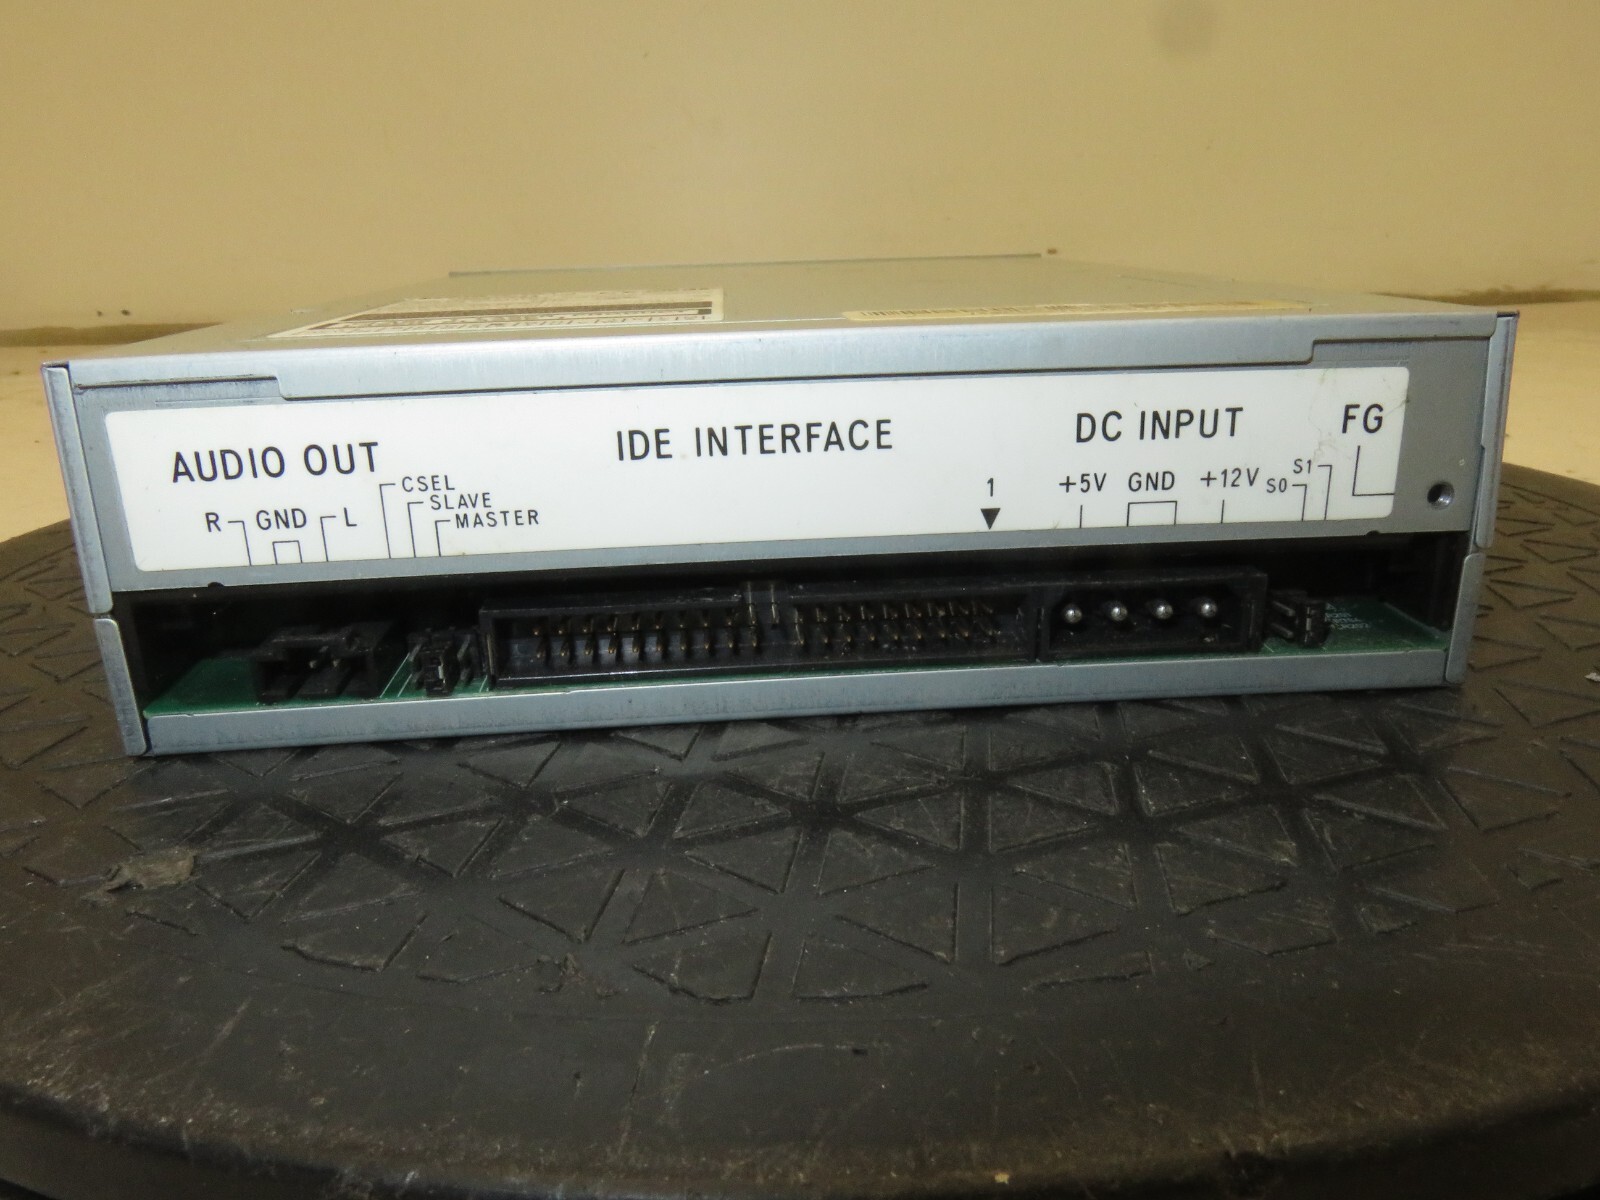 AUDIO OUT
R GND L
CSEL
SLAVE
MASTER
IDE INTERFACE
1
DC INPUT
+5V GND +12V S0 S1
FG